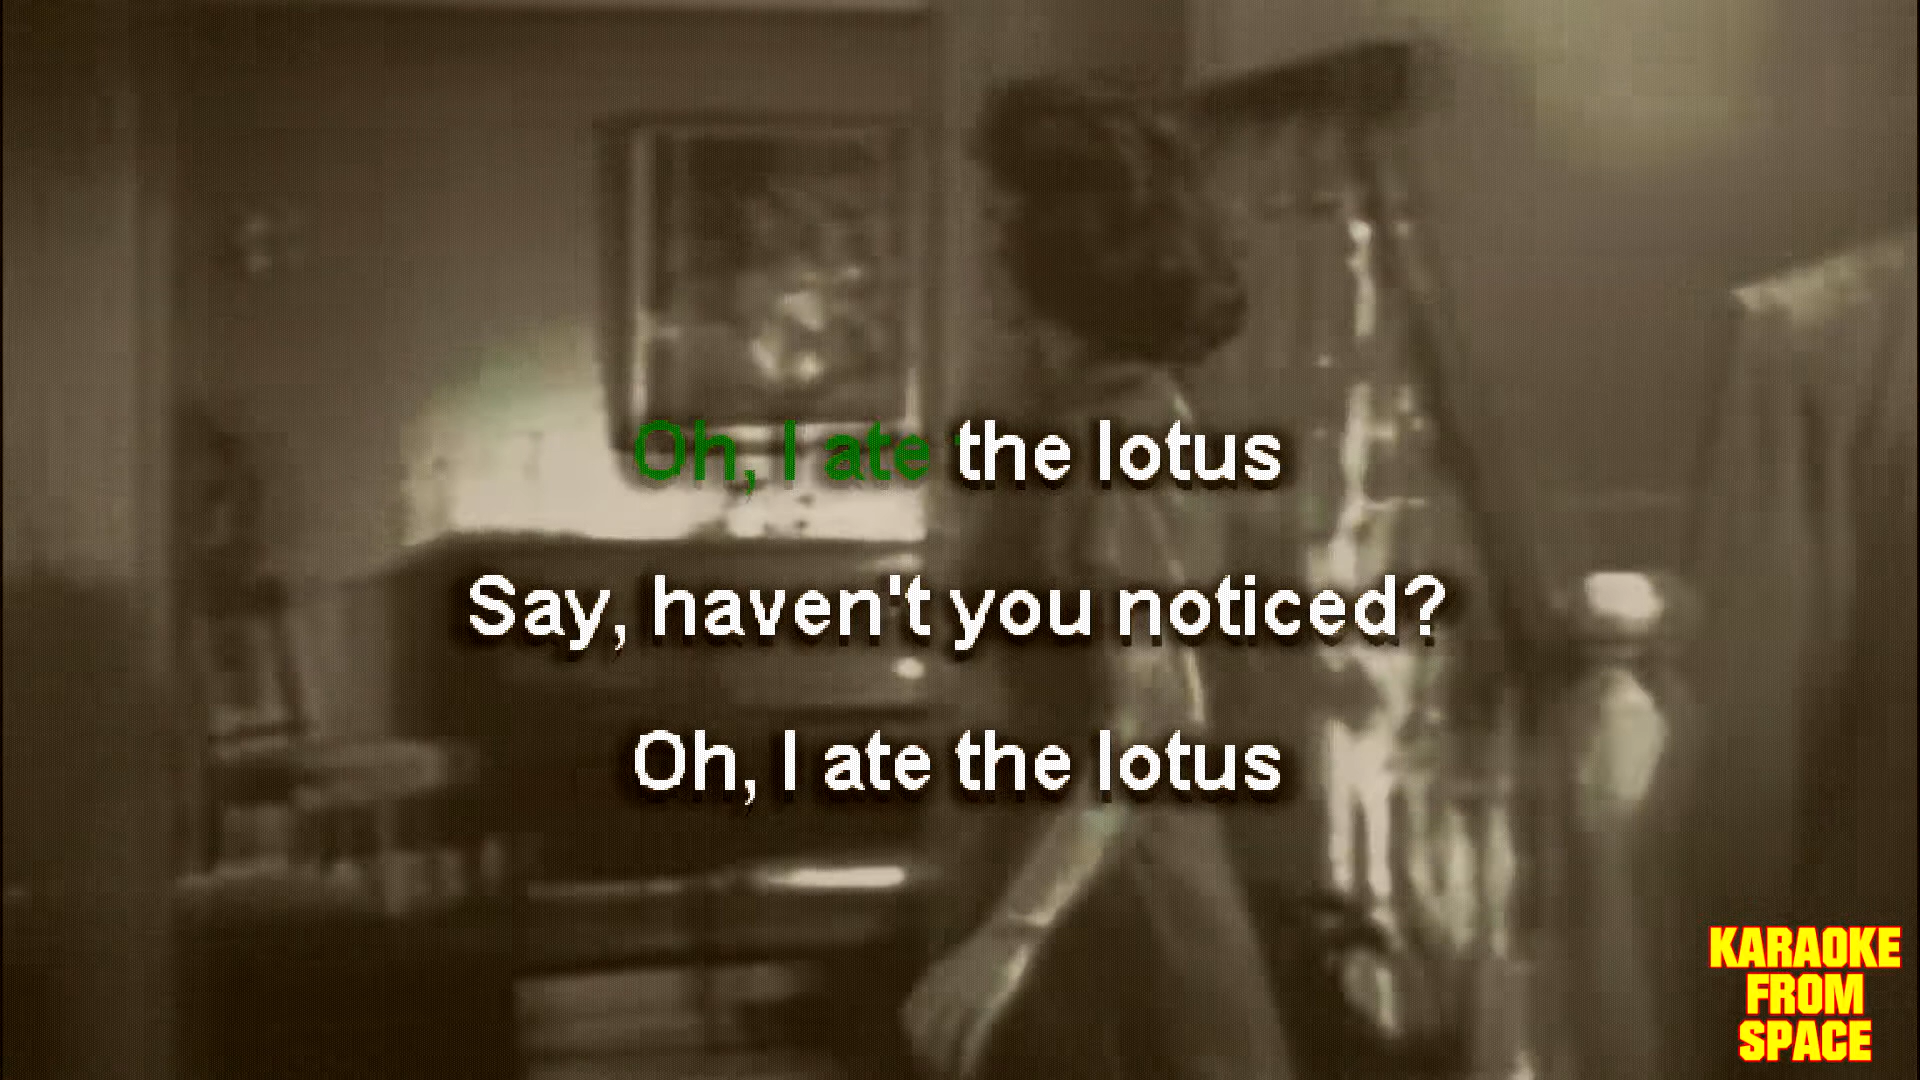 Oh, I ate the lotus
Say, haven't you noticed?
Oh, I ate the lotus
KARAOKE
FROM
SPACE